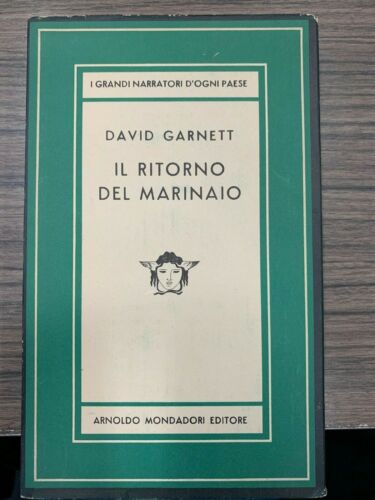 I GRANDI NARRATORI D'OGNI PAESE
DAVID GARNETT
IL RITORNO
DEL MARINAIO
ARNOLDO MONDADORI EDITORE